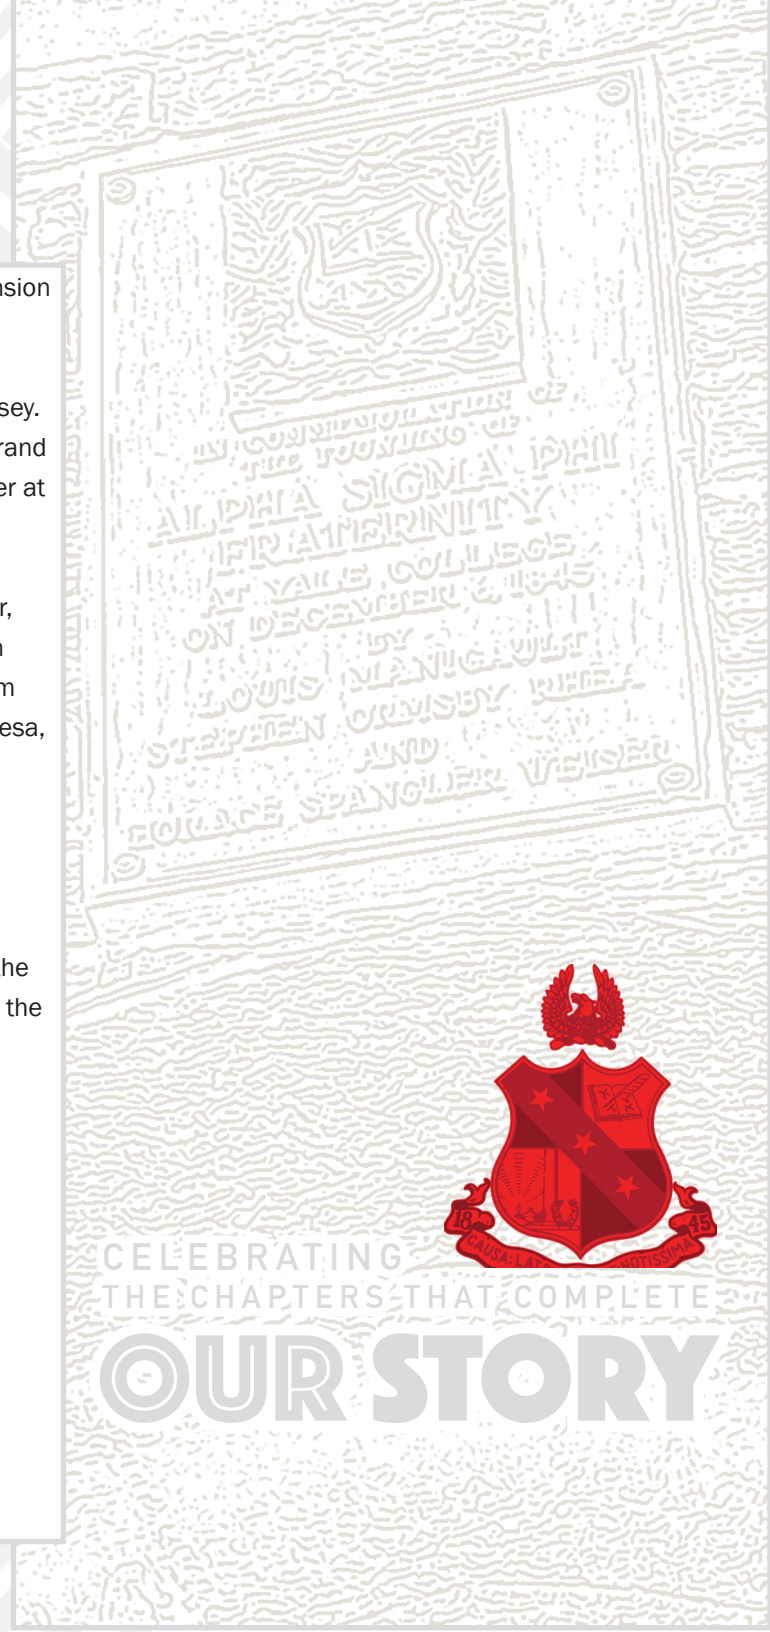 nsion
sey.
rand
er at
r,
n
m
esa,
he
the
IN COMMEMORATION OF
THE FOUNDING OF
ALPHA SIGMA PHI
FRATERNITY
AT YALE COLLEGE
ON DECEMBER 6, 1845
BY
LOUIS MANIGAULT
STEPHEN ORMSBY RHEA
AND
HORACE SPANGLER WEISER
18
45
CAUSA: LAT NOTISSIMA
CELEBRATING
THE CHAPTERS THAT COMPLETE
OUR STORY